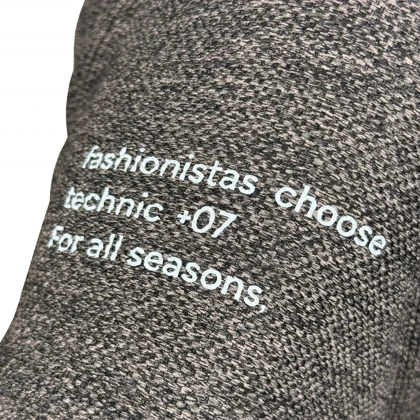 fashionistas choose
technic +07
For all seasons,